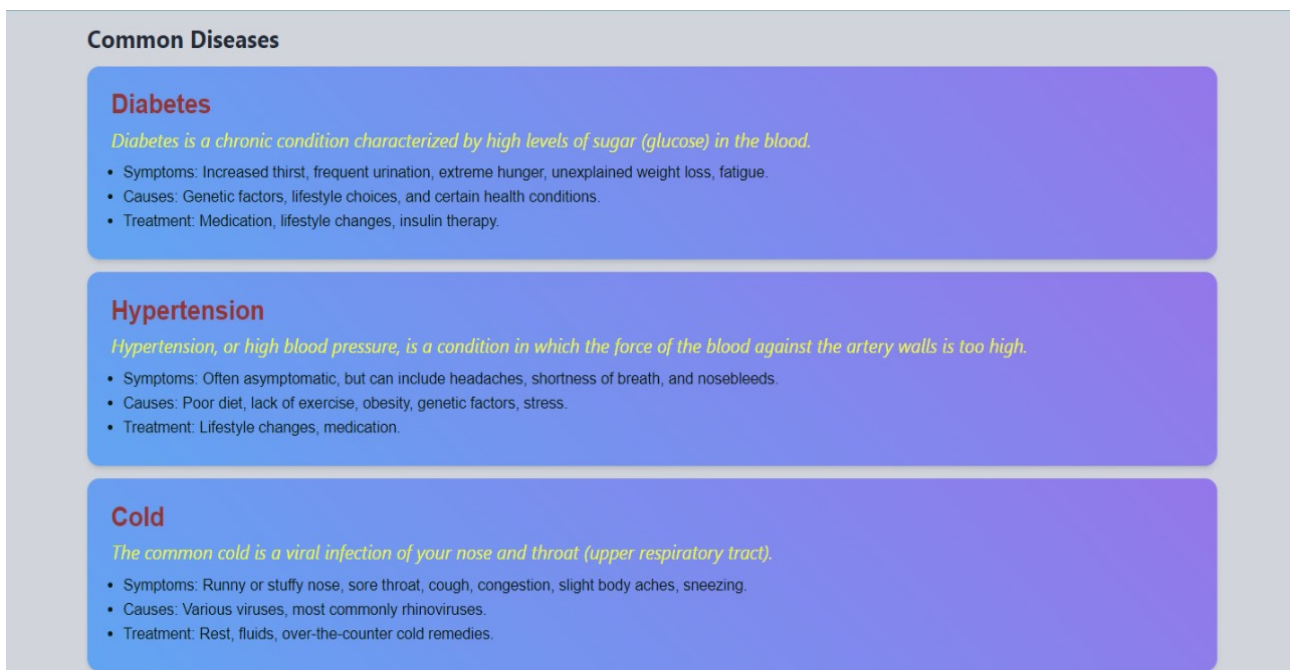 Common Diseases
Diabetes
Diabetes is a chronic condition characterized by high levels of sugar (glucose) in the blood.
• Symptoms: Increased thirst, frequent urination, extreme hunger, unexplained weight loss, fatigue.
• Causes: Genetic factors, lifestyle choices, and certain health conditions.
• Treatment: Medication, lifestyle changes, insulin therapy.
Hypertension
Hypertension, or high blood pressure, is a condition in which the force of the blood against the artery walls is too high.
• Symptoms: Often asymptomatic, but can include headaches, shortness of breath, and nosebleeds.
• Causes: Poor diet, lack of exercise, obesity, genetic factors, stress.
• Treatment: Lifestyle changes, medication.
Cold
The common cold is a viral infection of your nose and throat (upper respiratory tract).
• Symptoms: Runny or stuffy nose, sore throat, cough, congestion, slight body aches, sneezing.
• Causes: Various viruses, most commonly rhinoviruses.
• Treatment: Rest, fluids, over-the-counter cold remedies.